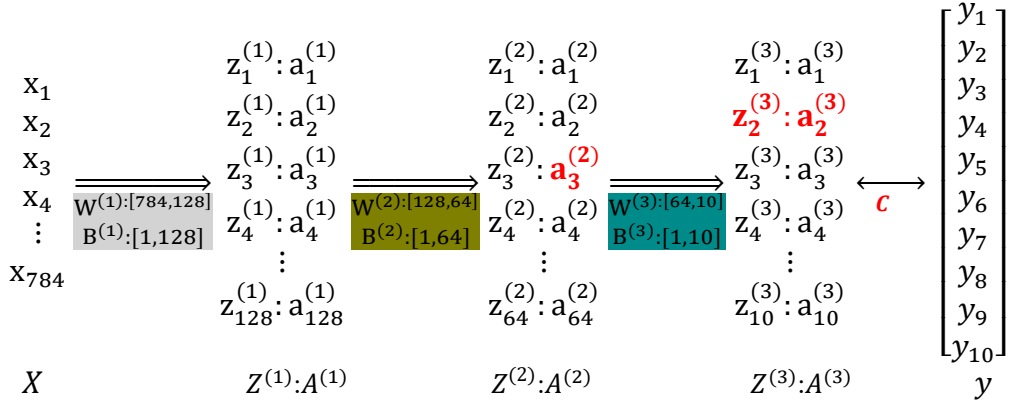 x₁
x₂
x₃
x₄
⋮
x₇₈₄
X
W⁽¹⁾:[784,128]
B⁽¹⁾:[1,128]
z₁⁽¹⁾:a₁⁽¹⁾
z₂⁽¹⁾:a₂⁽¹⁾
z₃⁽¹⁾:a₃⁽¹⁾
z₄⁽¹⁾:a₄⁽¹⁾
⋮
z₁₂₈⁽¹⁾:a₁₂₈⁽¹⁾
Z⁽¹⁾:A⁽¹⁾
W⁽²⁾:[128,64]
B⁽²⁾:[1,64]
z₁⁽²⁾:a₁⁽²⁾
z₂⁽²⁾:a₂⁽²⁾
z₃⁽²⁾:a₃⁽²⁾
z₄⁽²⁾:a₄⁽²⁾
⋮
z₆₄⁽²⁾:a₆₄⁽²⁾
Z⁽²⁾:A⁽²⁾
W⁽³⁾:[64,10]
B⁽³⁾:[1,10]
z₁⁽³⁾:a₁⁽³⁾
z₂⁽³⁾:a₂⁽³⁾
z₃⁽³⁾:a₃⁽³⁾
z₄⁽³⁾:a₄⁽³⁾
⋮
z₁₀⁽³⁾:a₁₀⁽³⁾
Z⁽³⁾:A⁽³⁾
C
y₁
y₂
y₃
y₄
y₅
y₆
y₇
y₈
y₉
y₁₀
y